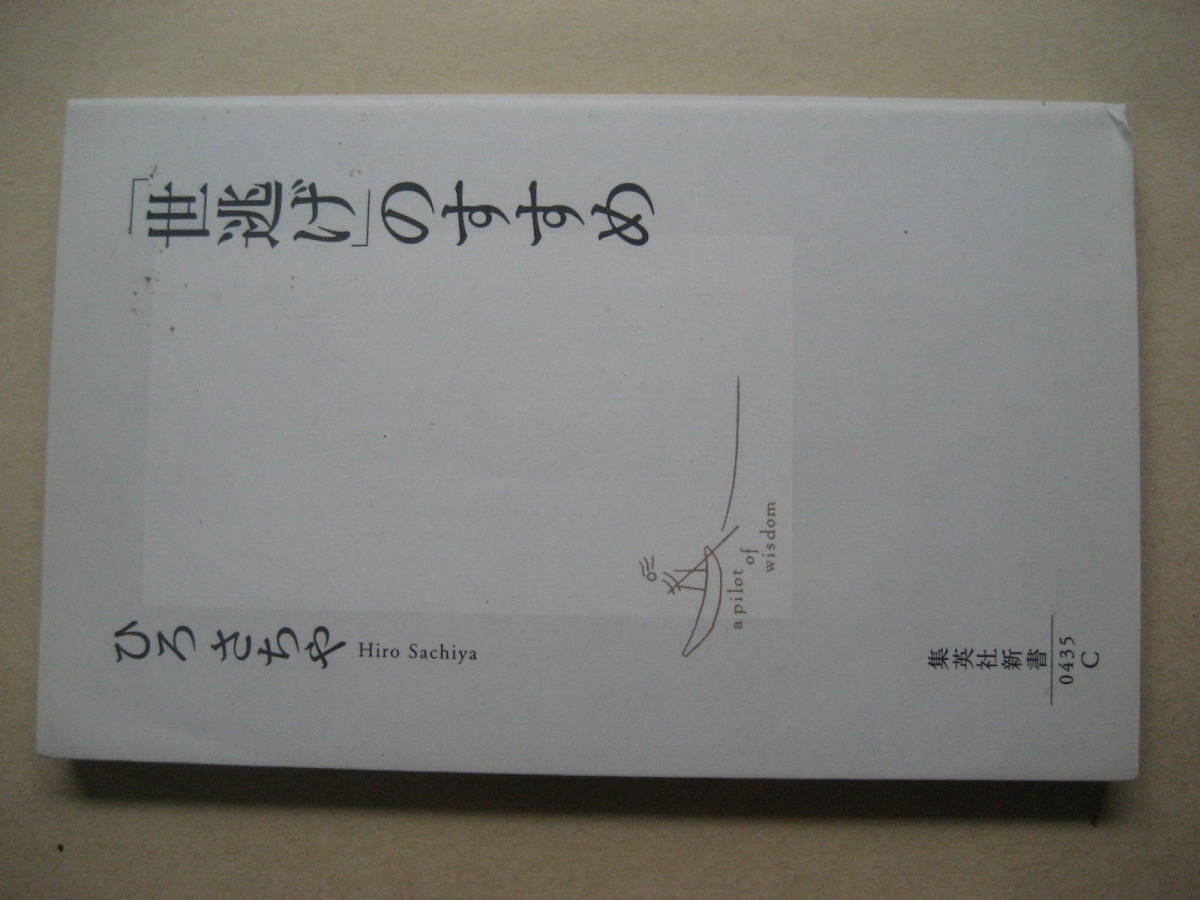 「世逃げ」のすすめ
ひろさちや
Hiro Sachiya
a pilot
of
wisdom
集英社新書
0435
C